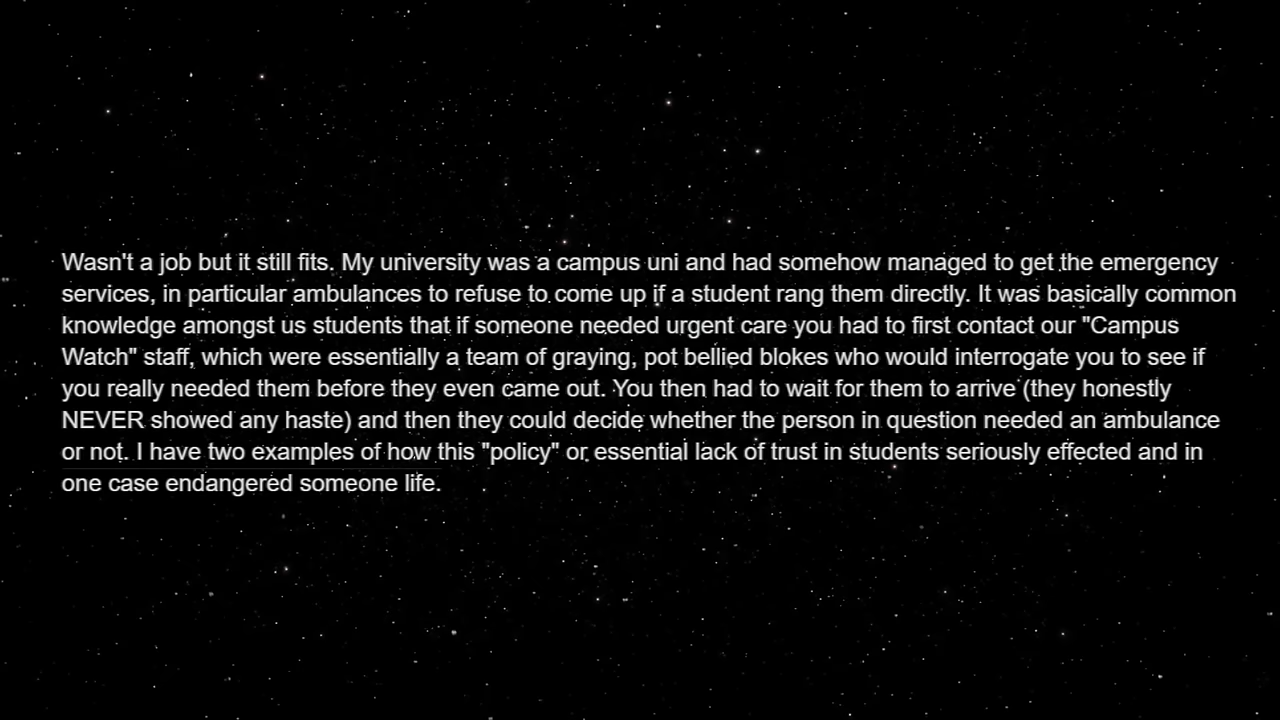 Wasn't a job but it still fits. My university was a campus uni and had somehow managed to get the emergency
services, in particular ambulances to refuse to come up if a student rang them directly. It was basically common
knowledge amongst us students that if someone needed urgent care you had to first contact our "Campus
Watch" staff, which were essentially a team of graying, pot bellied blokes who would interrogate you to see if
you really needed them before they even came out. You then had to wait for them to arrive (they honestly
NEVER showed any haste) and then they could decide whether the person in question needed an ambulance
or not. I have two examples of how this "policy" or essential lack of trust in students seriously effected and in
one case endangered someone life.